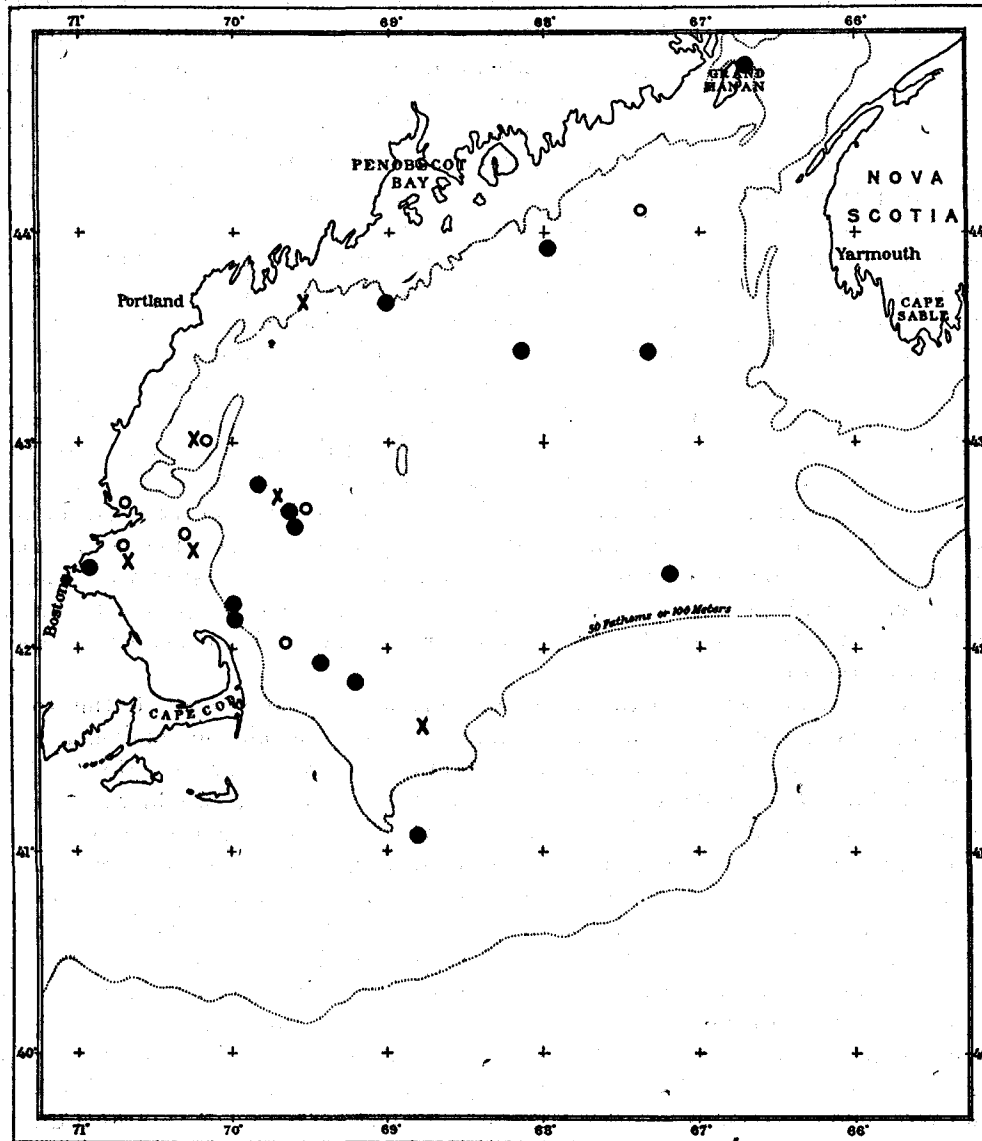 71° 70° 69° 68° 67° 66°
GRAND
MANAN
PENOBSCOT
BAY
NOVA
SCOTIA
44° 44
Yarmouth
Portland
CAPE
SABLE
43° 43
50 Fathoms or 100 Meters
Boston
42° 42
CAPE COD
41° 41
40° 40
71° 70° 69° 68° 67° 66°